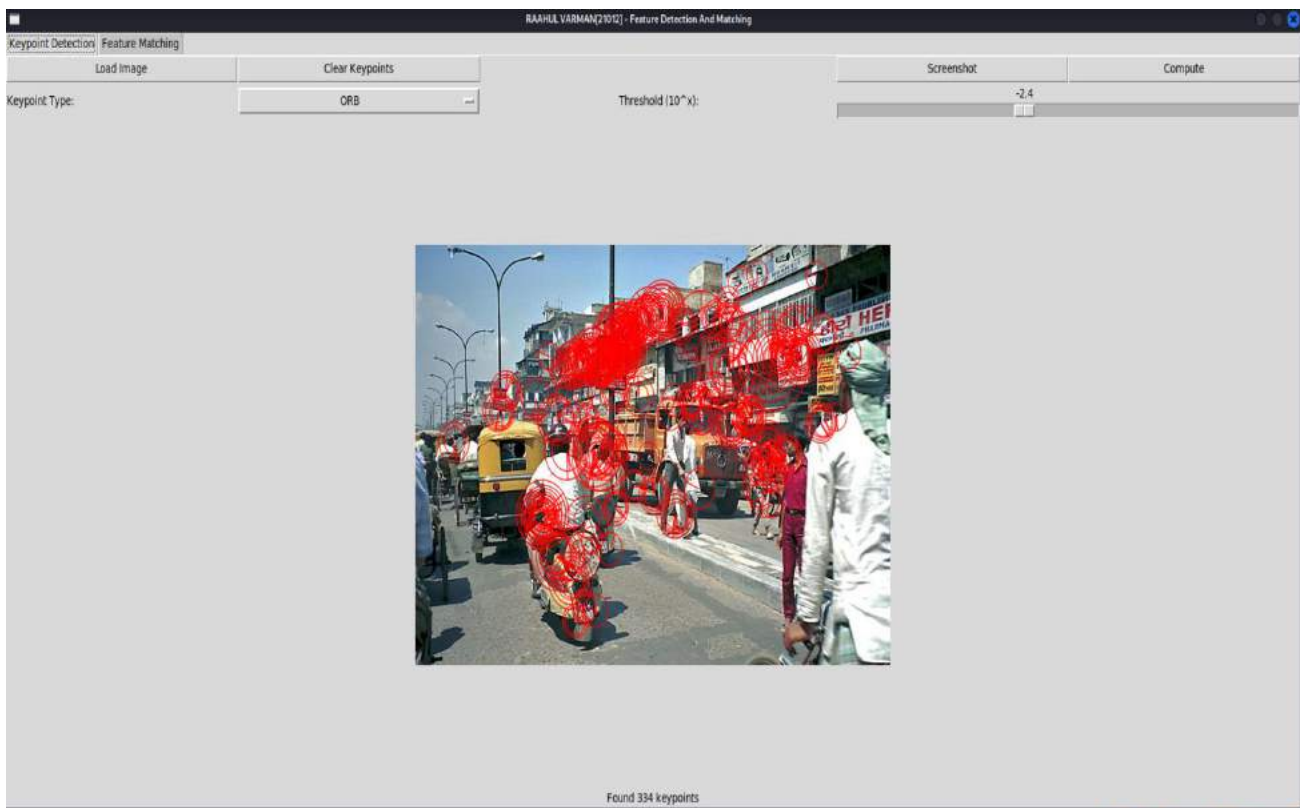 RAAHUL VARMAN[21012] - Feature Detection And Matching
Keypoint Detection Feature Matching
Load Image Clear Keypoints Screenshot Compute
Keypoint Type: ORB Threshold (10^x): -2.4
हीरो HER
Found 334 keypoints